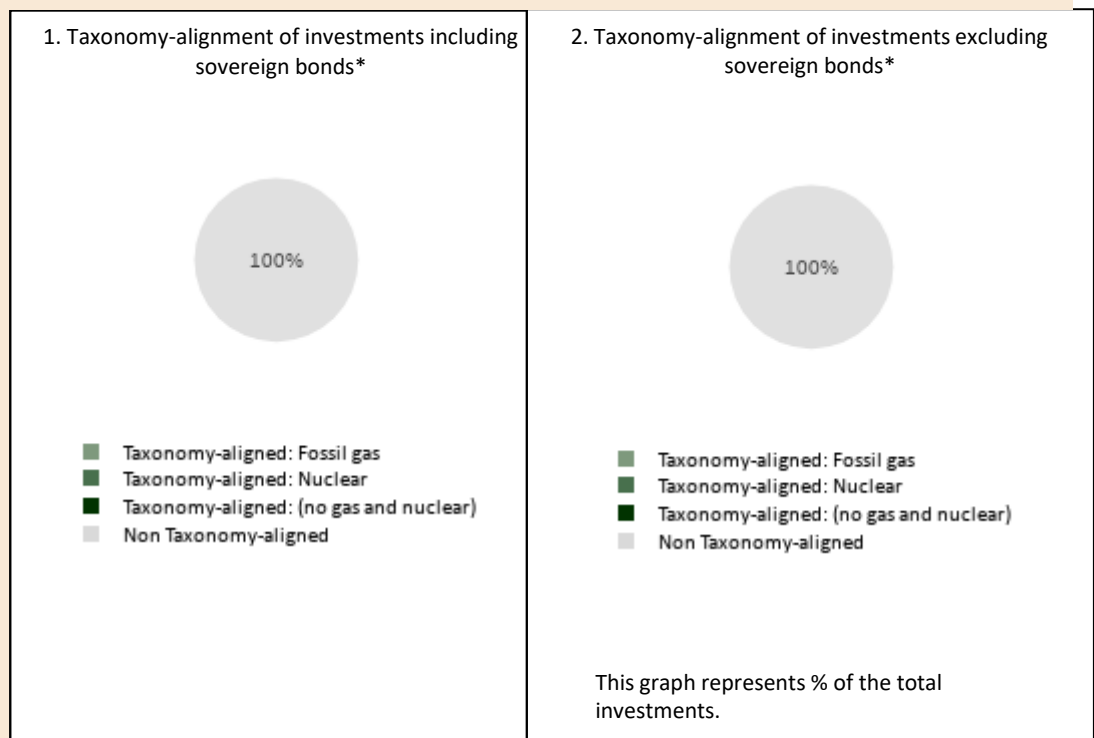 1. Taxonomy-alignment of investments including
sovereign bonds*
100%
Taxonomy-aligned: Fossil gas
Taxonomy-aligned: Nuclear
Taxonomy-aligned: (no gas and nuclear)
Non Taxonomy-aligned
2. Taxonomy-alignment of investments excluding
sovereign bonds*
100%
Taxonomy-aligned: Fossil gas
Taxonomy-aligned: Nuclear
Taxonomy-aligned: (no gas and nuclear)
Non Taxonomy-aligned
This graph represents % of the total
investments.